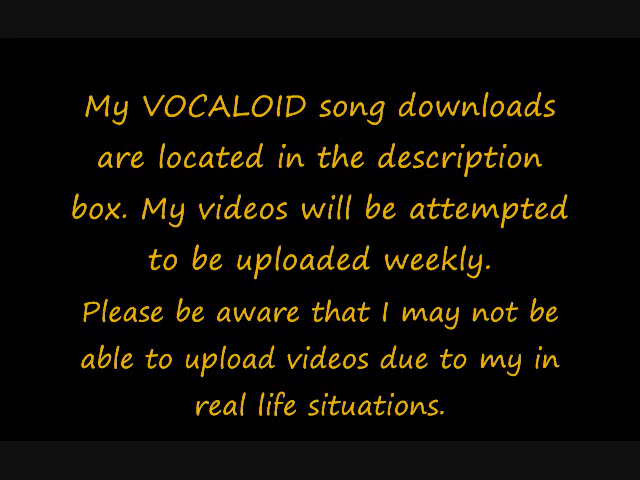 My VOCALOID song downloads
are located in the description
box. My videos will be attempted
to be uploaded weekly.
Please be aware that I may not be
able to upload videos due to my in
real life situations.